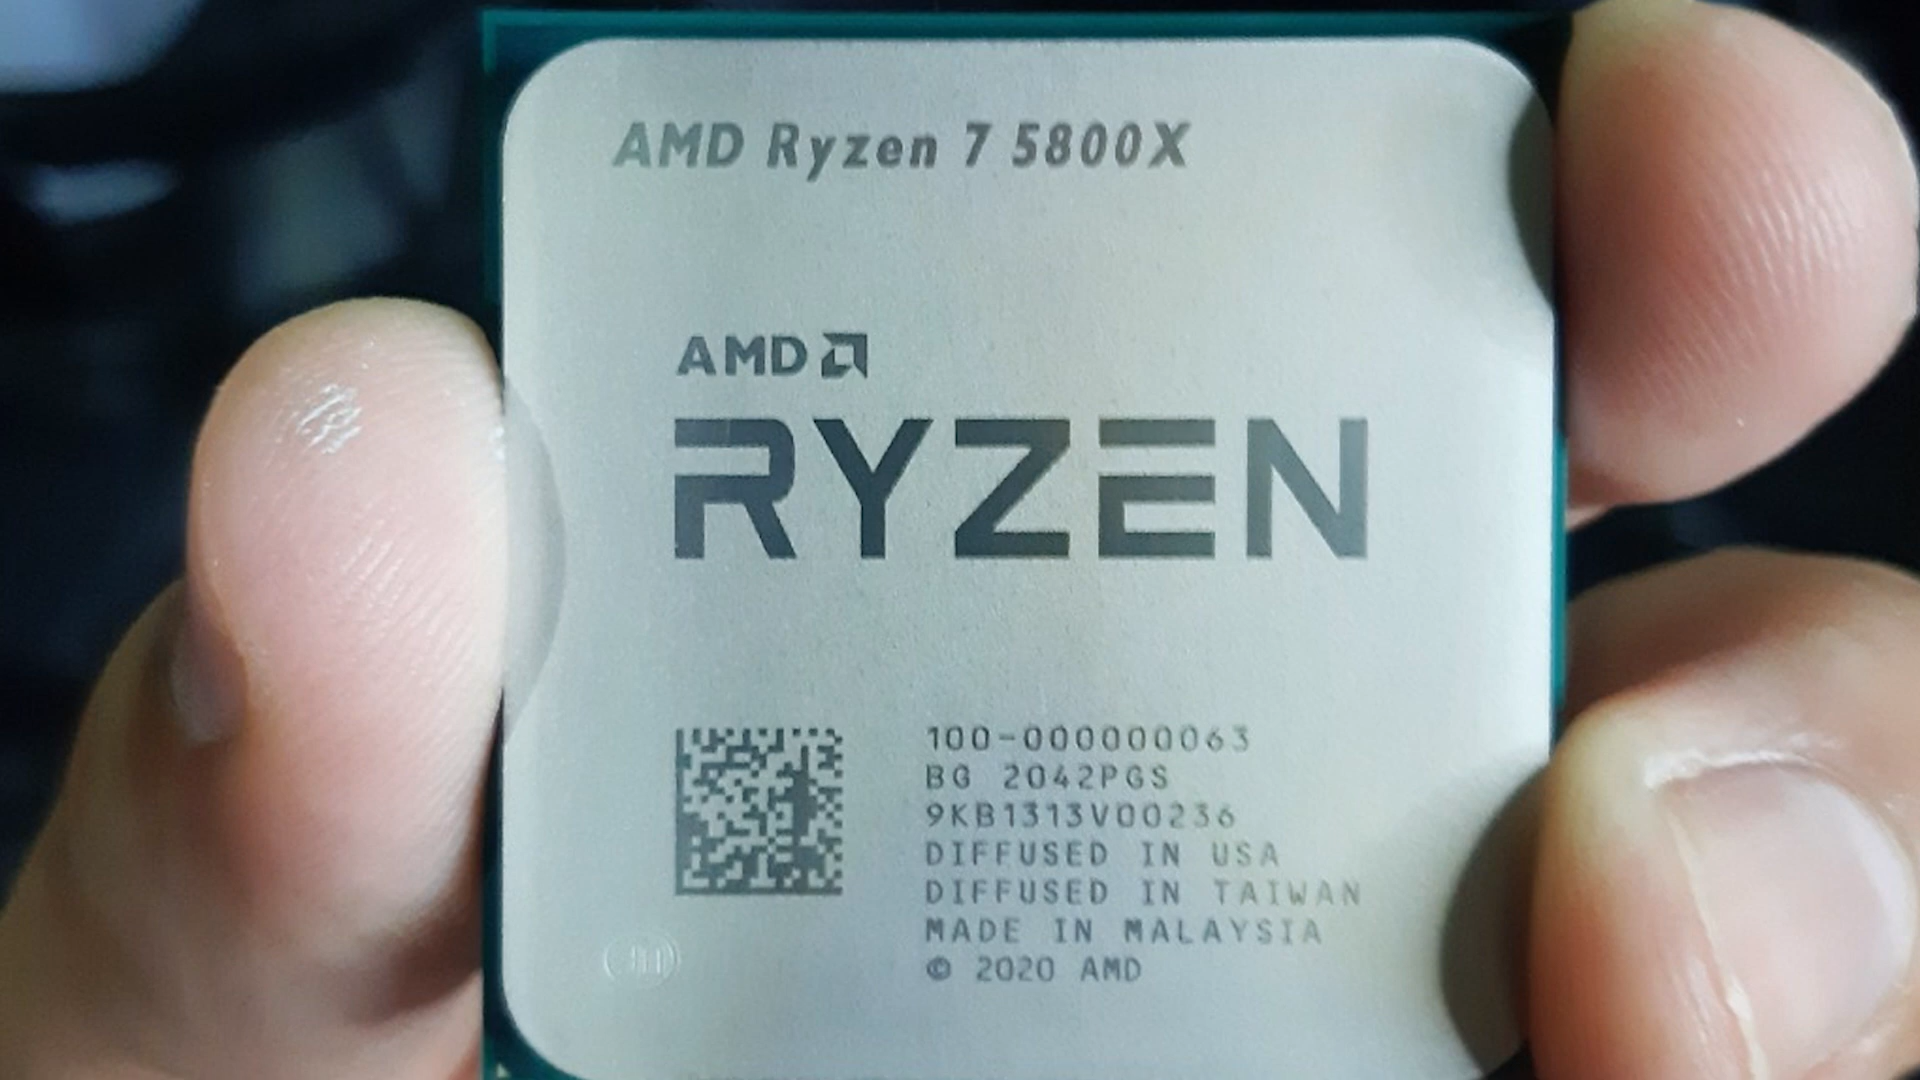 AMD Ryzen 7 5800X
AMD
RYZEN
100-000000063
BG 2042PGS
9KB1313V00236
DIFFUSED IN USA
DIFFUSED IN TAIWAN
MADE IN MALAYSIA
© 2020 AMD